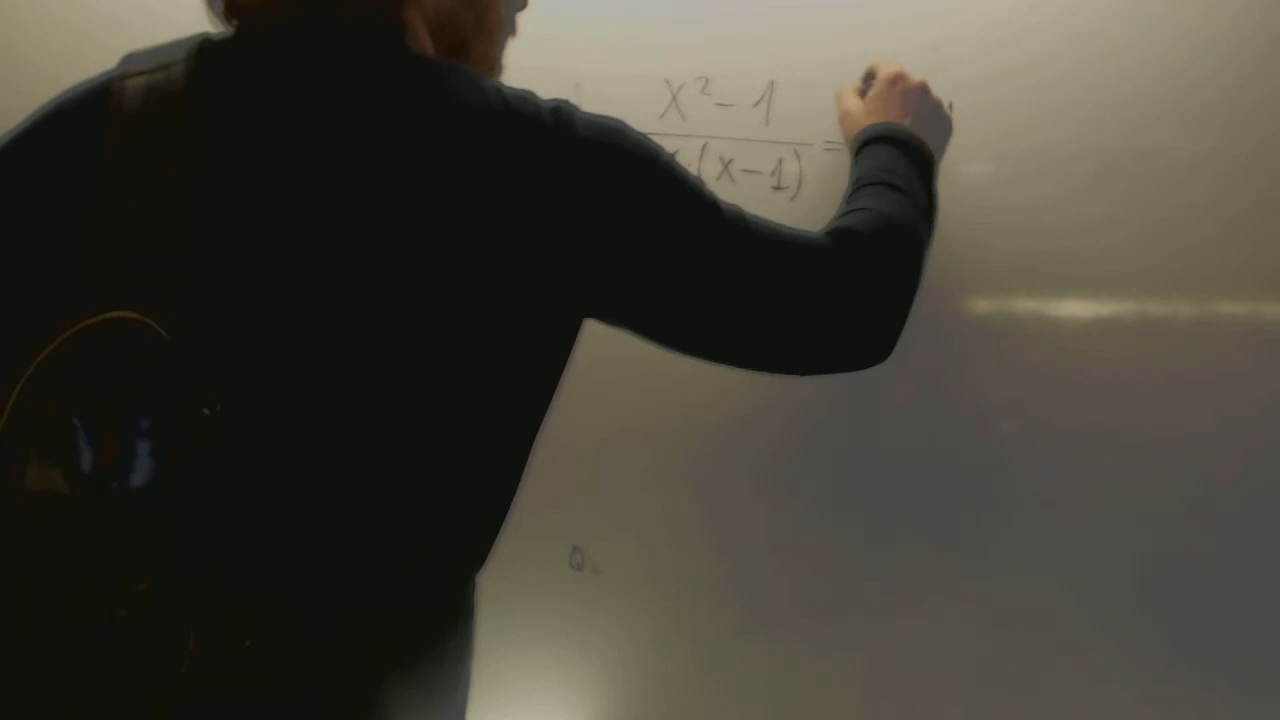 x² - 1
(x-1) =
Q